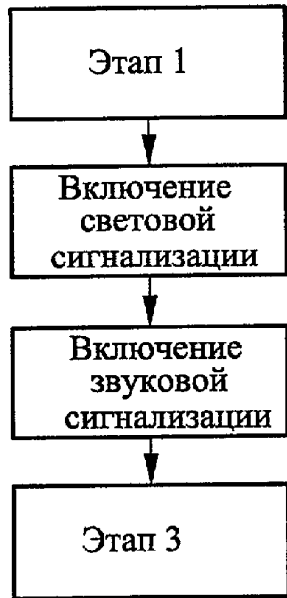 Этап 1
Включение
световой
сигнализации
Включение
звуковой
сигнализации
Этап 3